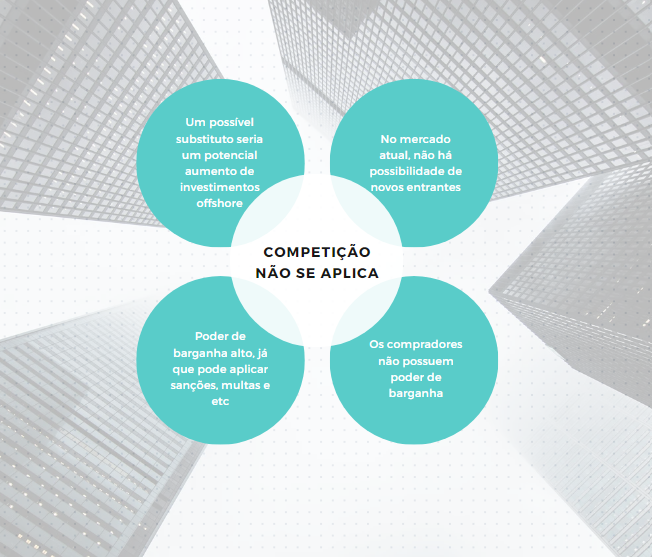 Um possível
substituto seria
um potencial
aumento de
investimentos
offshore
No mercado
atual, não há
possibilidade de
novos entrantes
COMPETIÇÃO
NÃO SE APLICA
Poder de
barganha alto, já
que pode aplicar
sanções, multas e
etc
Os compradores
não possuem
poder de
barganha